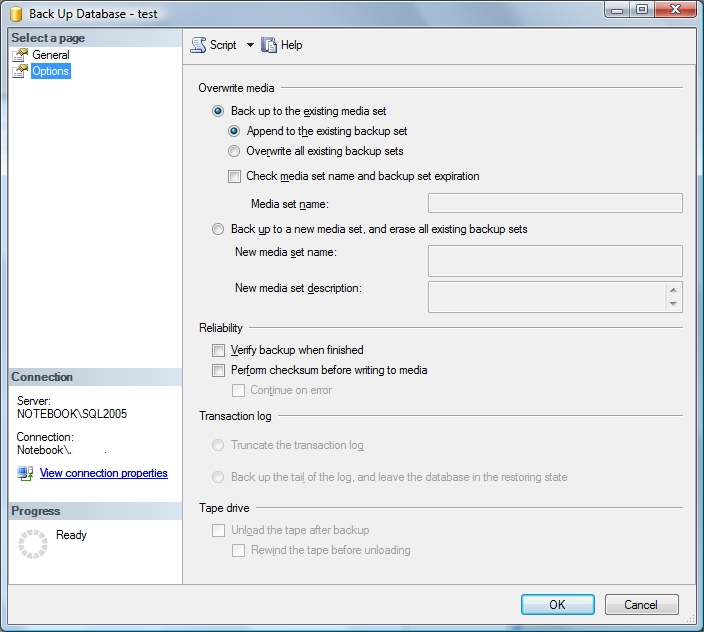 Back Up Database - test
Select a page
General
Options
Script
Help
Overwrite media
Back up to the existing media set
Append to the existing backup set
Overwrite all existing backup sets
Check media set name and backup set expiration
Media set name:
Back up to a new media set, and erase all existing backup sets
New media set name:
New media set description:
Reliability
Verify backup when finished
Perform checksum before writing to media
Continue on error
Transaction log
Truncate the transaction log
Back up the tail of the log, and leave the database in the restoring state
Tape drive
Unload the tape after backup
Rewind the tape before unloading
Connection
Server:
NOTEBOOK\SQL2005
Connection:
Notebook\. .
View connection properties
Progress
Ready
OK
Cancel